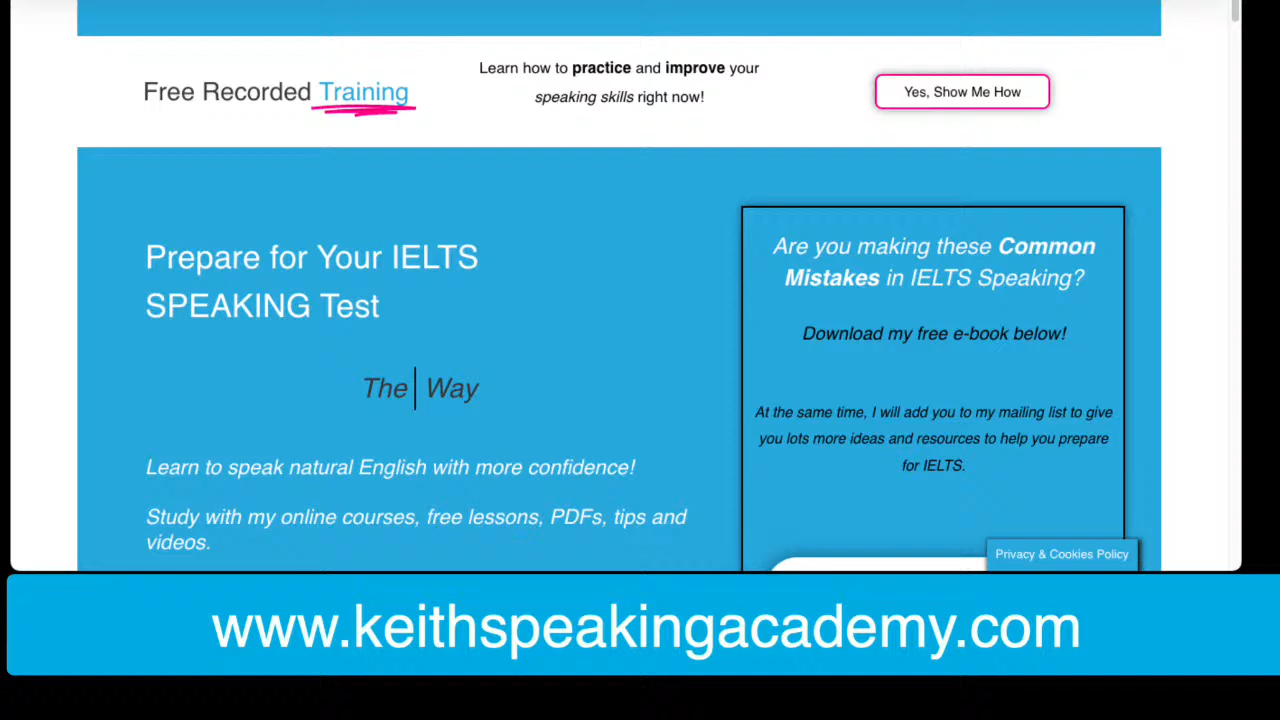 Free Recorded Training
Learn how to practice and improve your
speaking skills right now!
Yes, Show Me How
Prepare for Your IELTS
SPEAKING Test
The Way
Learn to speak natural English with more confidence!
Study with my online courses, free lessons, PDFs, tips and
videos.
Are you making these Common
Mistakes in IELTS Speaking?
Download my free e-book below!
At the same time, I will add you to my mailing list to give
you lots more ideas and resources to help you prepare
for IELTS.
Privacy & Cookies Policy
www.keithspeakingacademy.com